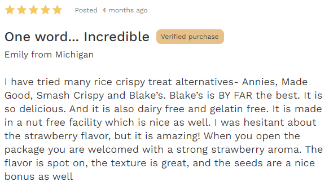 Posted 4 months ago
One word... Incredible Verified purchase
Emily from Michigan
I have tried many rice crispy treat alternatives- Annies, Made
Good, Smash Crispy and Blake's. Blake's is BY FAR the best. It is
so delicious. And it is also dairy free and gelatin free. It is made
in a nut free facility which is nice as well. I was hesitant about
the strawberry flavor, but it is amazing! When you open the
package you are welcomed with a strong strawberry aroma. The
flavor is spot on, the texture is great, and the seeds are a nice
bonus as well